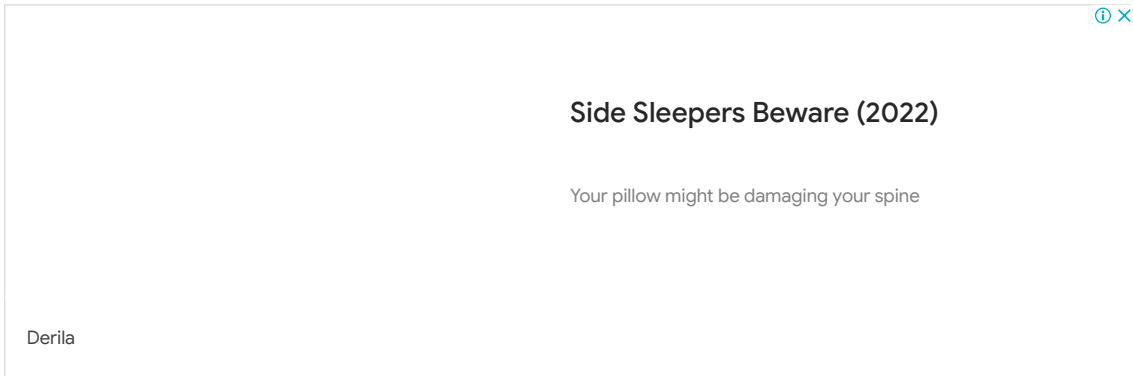 Side Sleepers Beware (2022)
Your pillow might be damaging your spine
Derila